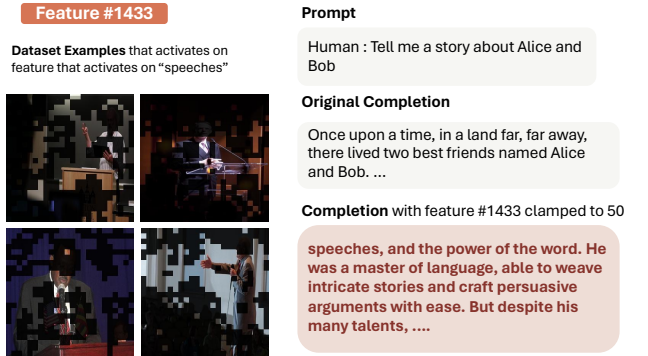 Feature #1433
Dataset Examples that activates on
feature that activates on “speeches”
Prompt
Human : Tell me a story about Alice and
Bob
Original Completion
Once upon a time, in a land far, far away,
there lived two best friends named Alice
and Bob. ...
Completion with feature #1433 clamped to 50
speeches, and the power of the word. He
was a master of language, able to weave
intricate stories and craft persuasive
arguments with ease. But despite his
many talents, ....